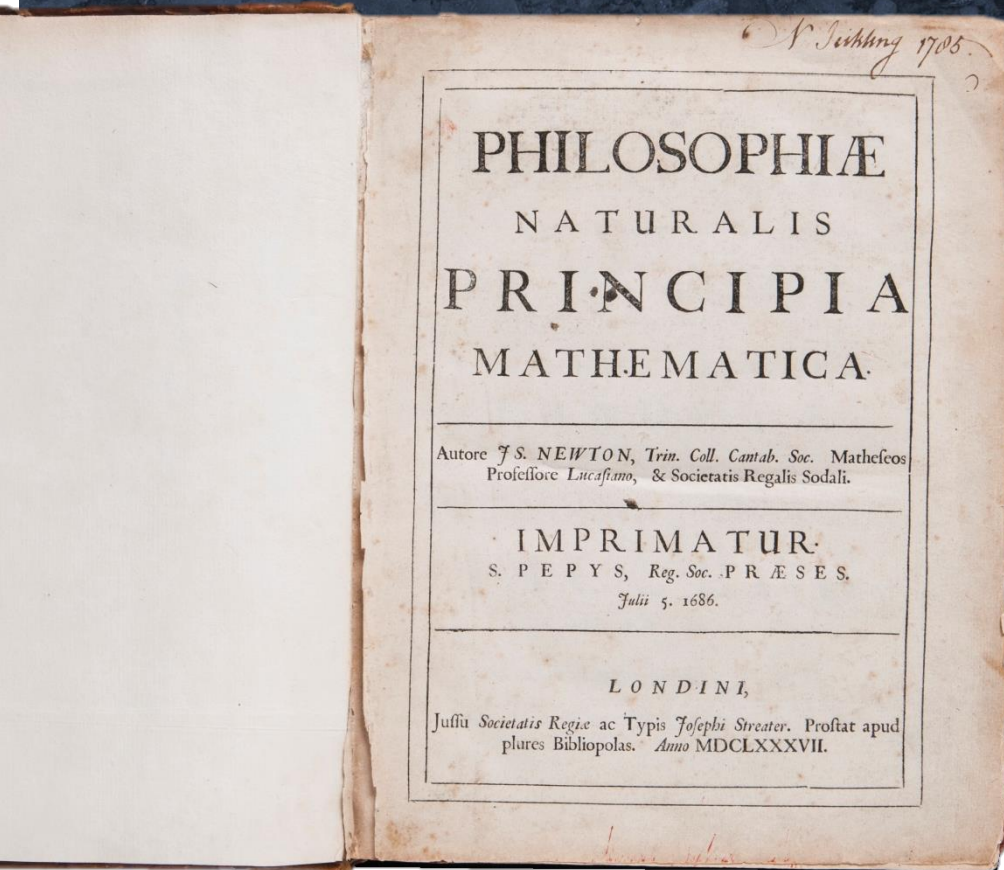 N Jickling 1785.
PHILOSOPHIÆ
NATURALIS
PRINCIPIA
MATHEMATICA.
Autore JS. NEWTON, Trin. Coll. Cantab. Soc. Matheſeos
Profeſſore Lucaſiano, & Societatis Regalis Sodali.
IMPRIMATUR.
S. PEPYS, Reg. Soc. PRÆSES.
Julii 5. 1686.
LONDINI,
Juſſu Societatis Regiæ ac Typis Joſephi Streater. Proſtat apud
plures Bibliopolas. Anno MDCLXXXVII.